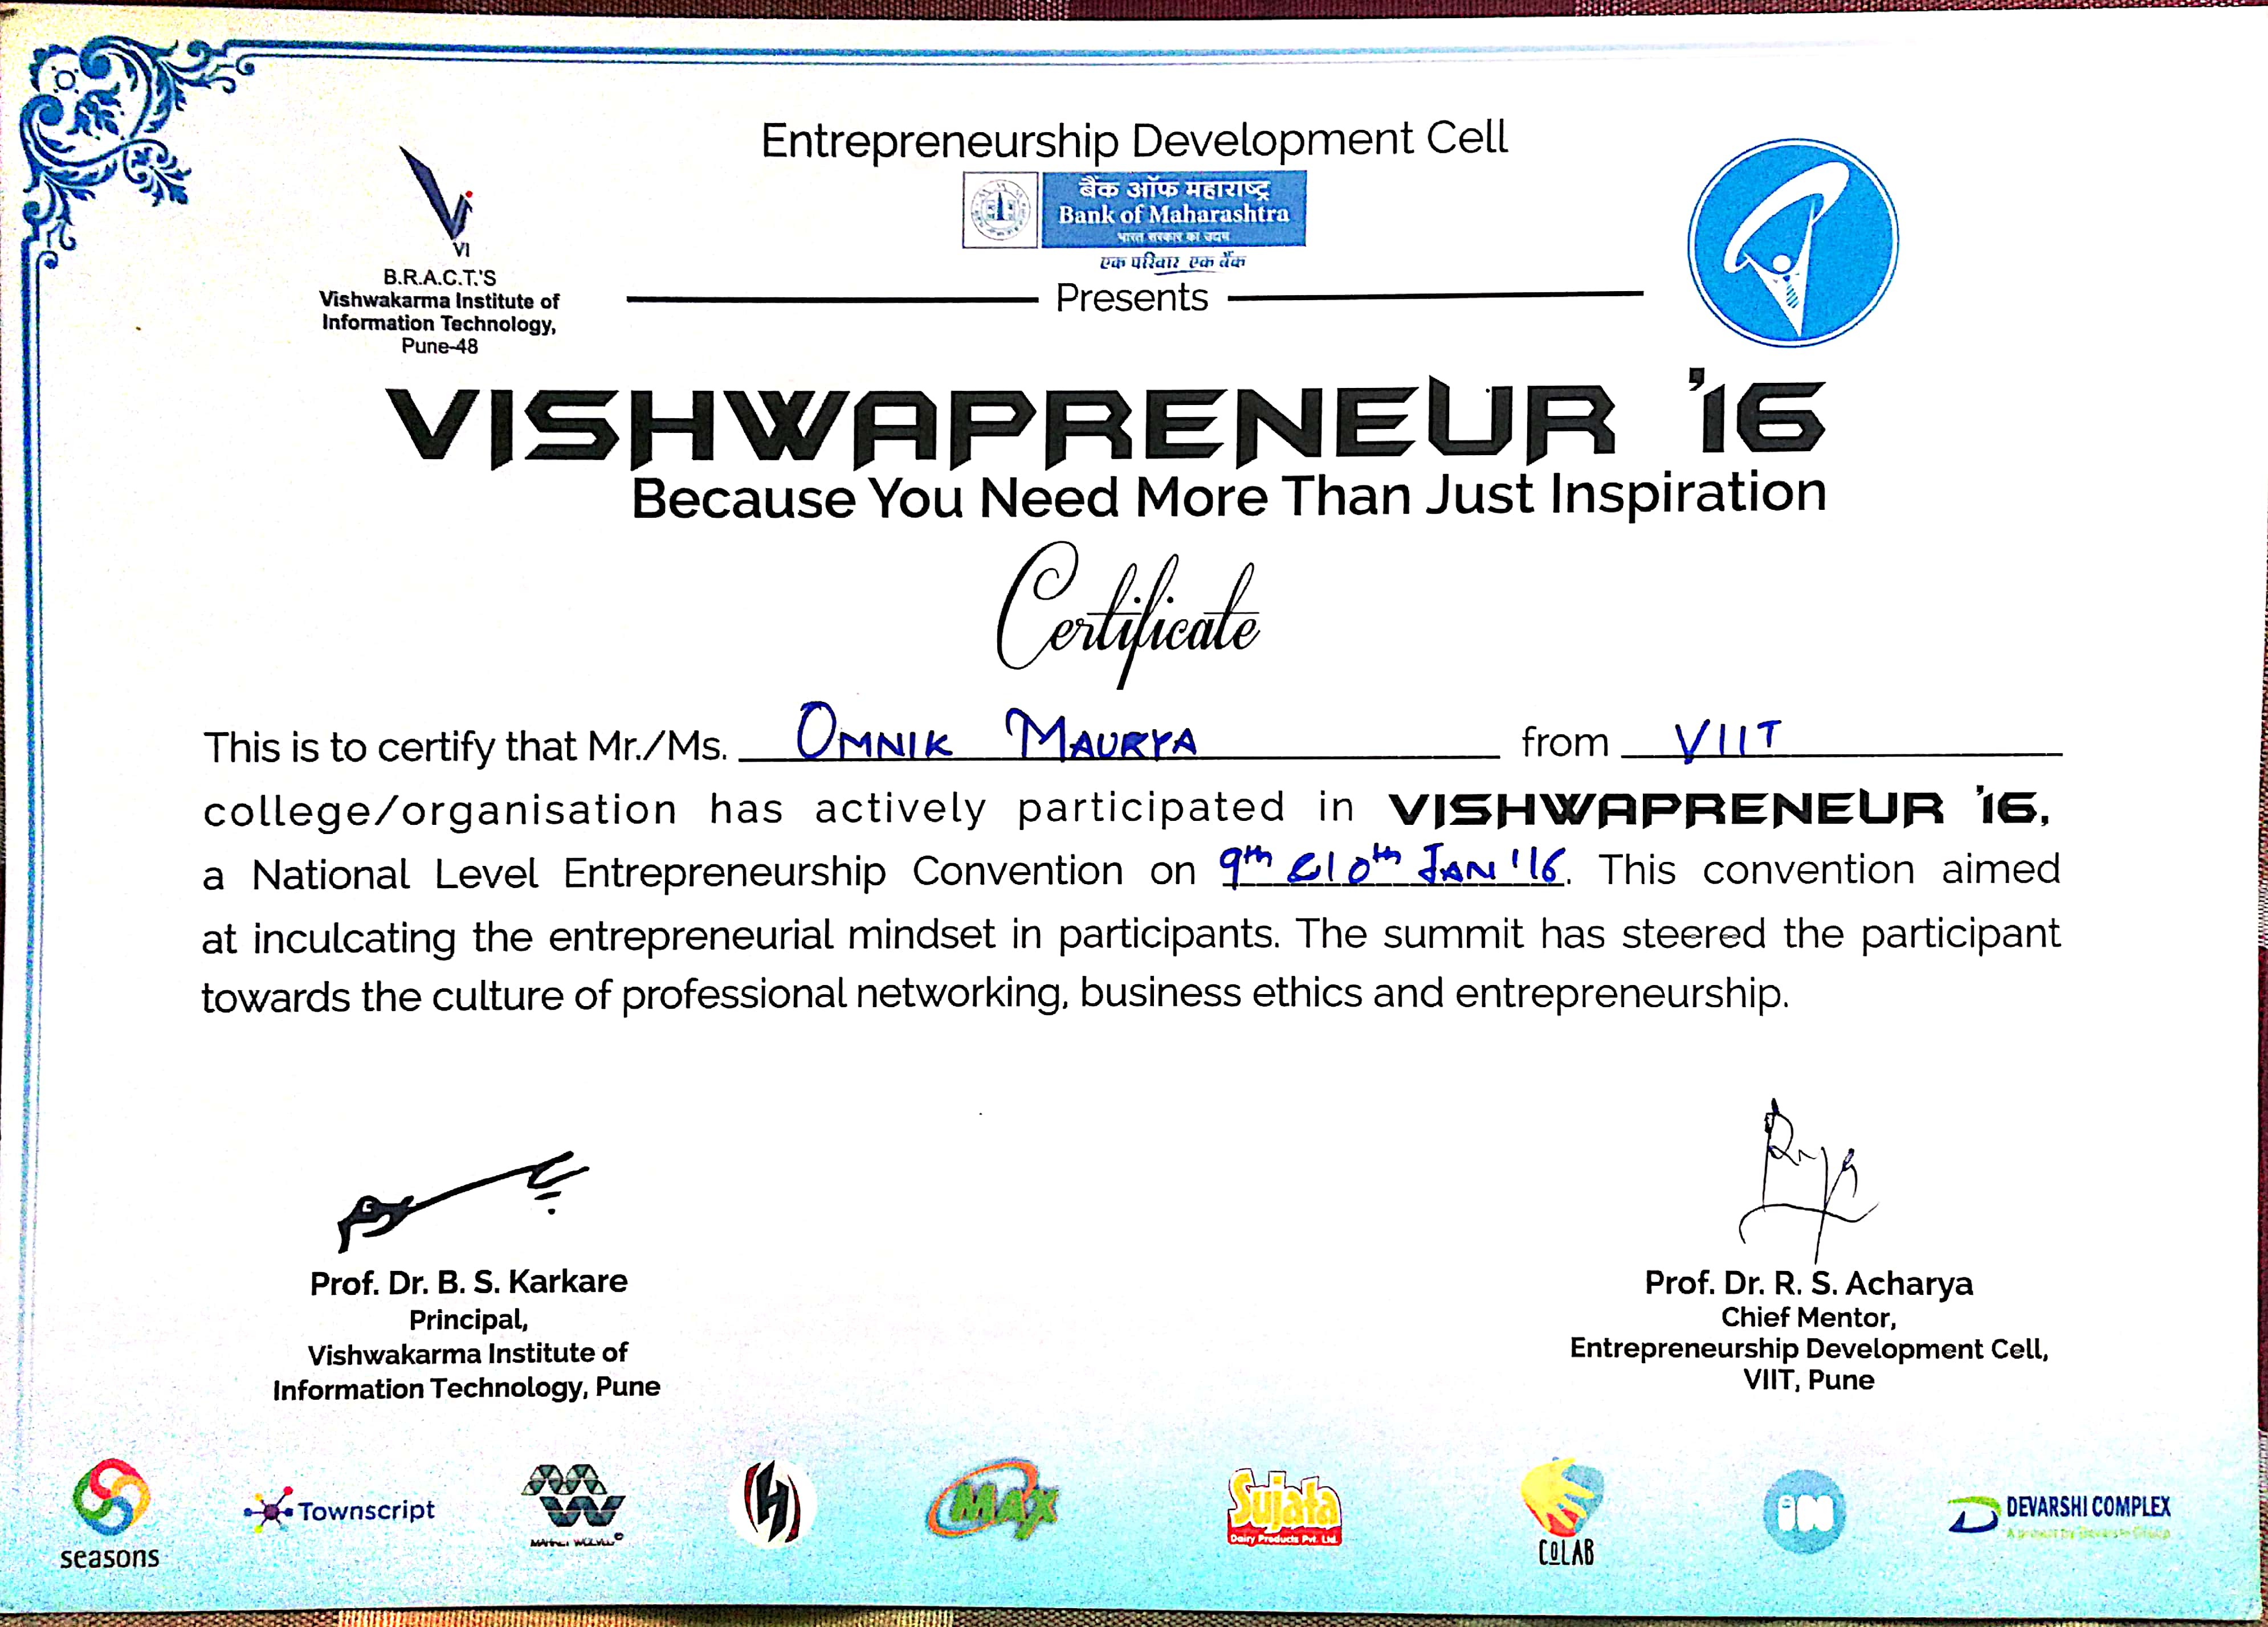 Entrepreneurship Development Cell
बैंक ऑफ महाराष्ट्र
Bank of Maharashtra
भारत सरकार का उद्यम
एक परिवार एक बैंक
Presents
VI
B.R.A.C.T.'S
Vishwakarma Institute of
Information Technology,
Pune-48
VISHWAPRENEUR '16
Because You Need More Than Just Inspiration
Certificate
This is to certify that Mr./Ms. OMNIK MAURYA from VIIT
college/organisation has actively participated in VISHWAPRENEUR '16,
a National Level Entrepreneurship Convention on 9th & 10th JAN '16. This convention aimed
at inculcating the entrepreneurial mindset in participants. The summit has steered the participant
towards the culture of professional networking, business ethics and entrepreneurship.
Prof. Dr. B. S. Karkare
Principal,
Vishwakarma Institute of
Information Technology, Pune
Prof. Dr. R. S. Acharya
Chief Mentor,
Entrepreneurship Development Cell,
VIIT, Pune
seasons
Townscript
MAX
Sujata
Dairy Products Pvt. Ltd.
COLAB
iN
DEVARSHI COMPLEX